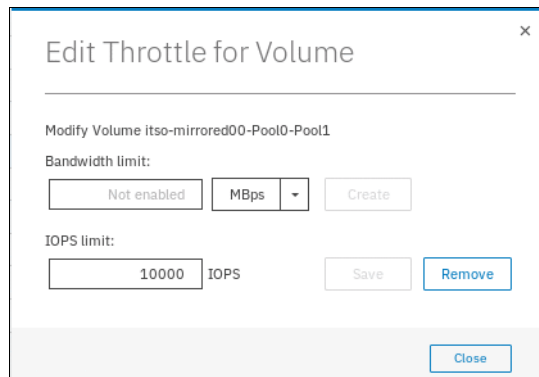 Edit Throttle for Volume
Modify Volume itso-mirrored00-Pool0-Pool1
Bandwidth limit:
Not enabled MBps Create
IOPS limit:
10000 IOPS Save Remove
Close